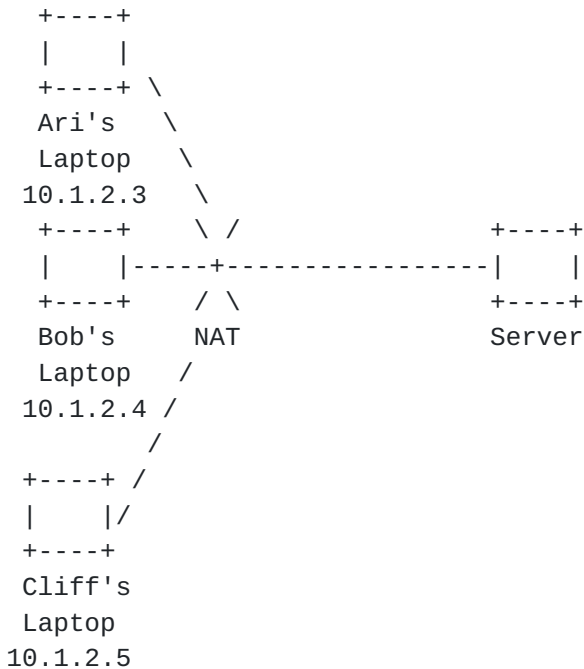 Ari's
Laptop
10.1.2.3
Bob's NAT Server
Laptop
10.1.2.4
Cliff's
Laptop
10.1.2.5